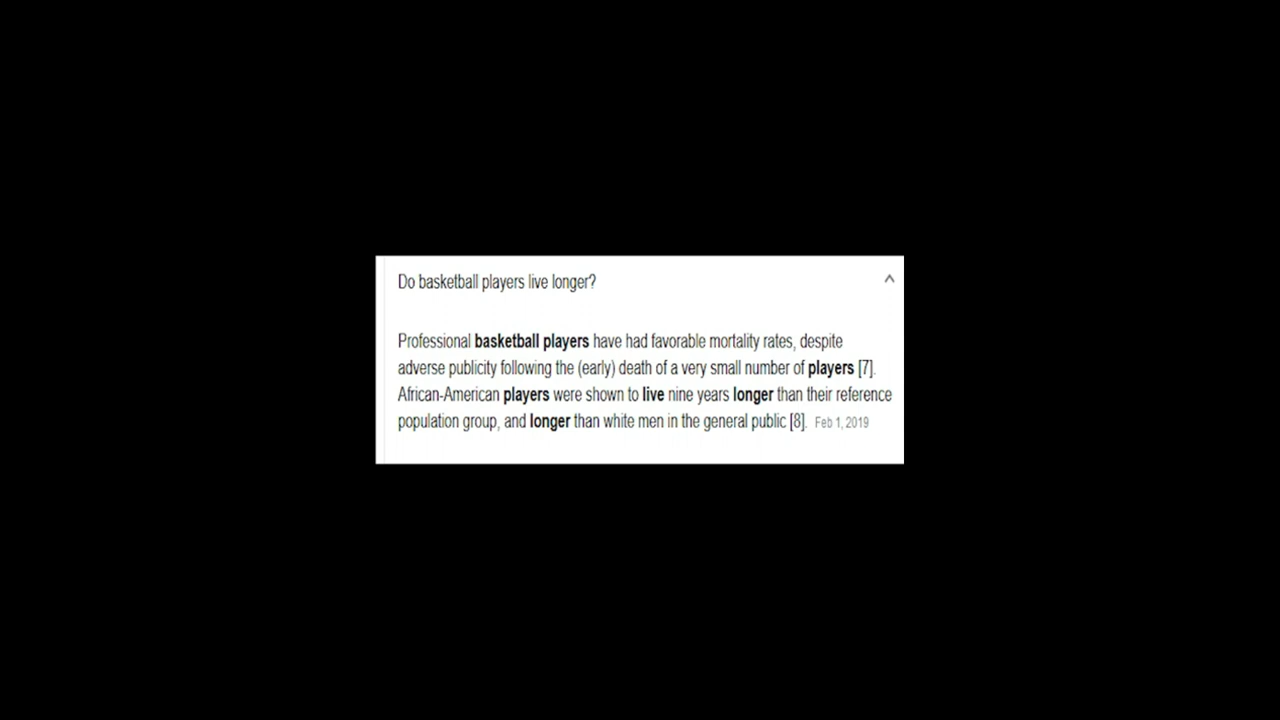 Do basketball players live longer?
Professional basketball players have had favorable mortality rates, despite
adverse publicity following the (early) death of a very small number of players [7].
African-American players were shown to live nine years longer than their reference
population group, and longer than white men in the general public [8]. Feb 1, 2019